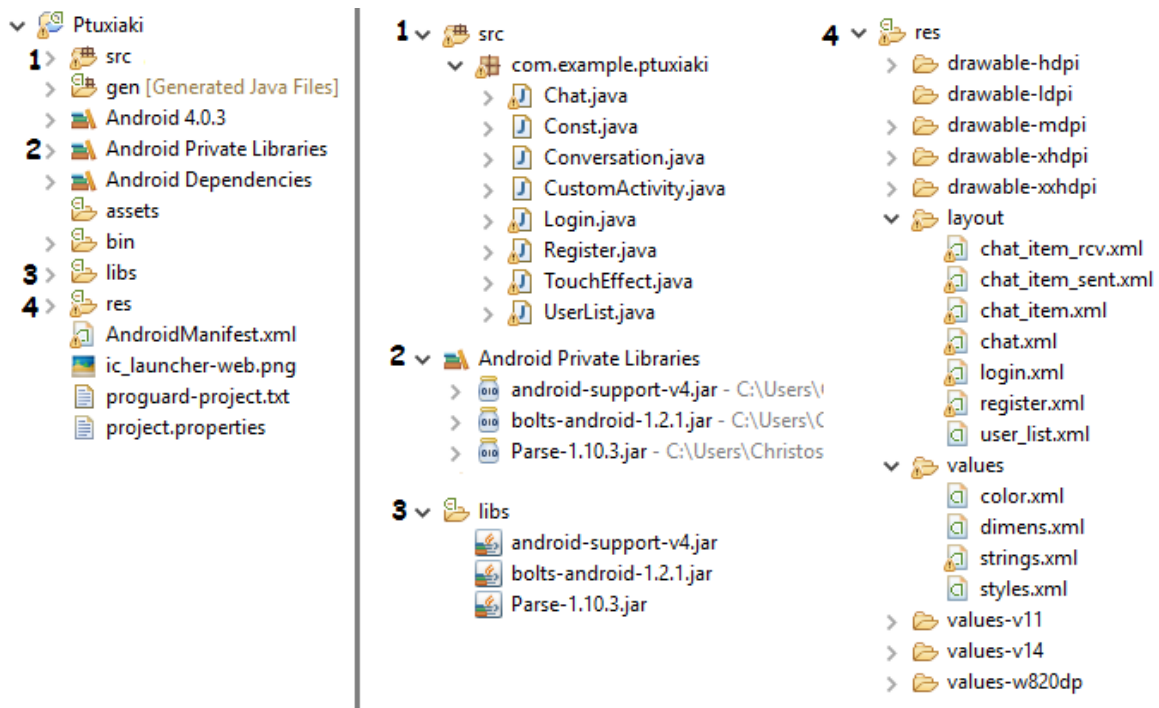 Ptuxiaki
1 src
gen [Generated Java Files]
Android 4.0.3
2 Android Private Libraries
Android Dependencies
assets
bin
3 libs
4 res
AndroidManifest.xml
ic_launcher-web.png
proguard-project.txt
project.properties
1 src
com.example.ptuxiaki
Chat.java
Const.java
Conversation.java
CustomActivity.java
Login.java
Register.java
TouchEffect.java
UserList.java
2 Android Private Libraries
android-support-v4.jar - C:\Users\
bolts-android-1.2.1.jar - C:\Users\C
Parse-1.10.3.jar - C:\Users\Christos
3 libs
android-support-v4.jar
bolts-android-1.2.1.jar
Parse-1.10.3.jar
4 res
drawable-hdpi
drawable-ldpi
drawable-mdpi
drawable-xhdpi
drawable-xxhdpi
layout
chat_item_rcv.xml
chat_item_sent.xml
chat_item.xml
chat.xml
login.xml
register.xml
user_list.xml
values
color.xml
dimens.xml
strings.xml
styles.xml
values-v11
values-v14
values-w820dp